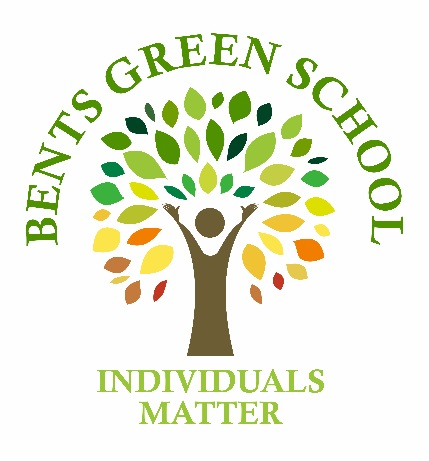 BENTS GREEN SCHOOL
INDIVIDUALS
MATTER